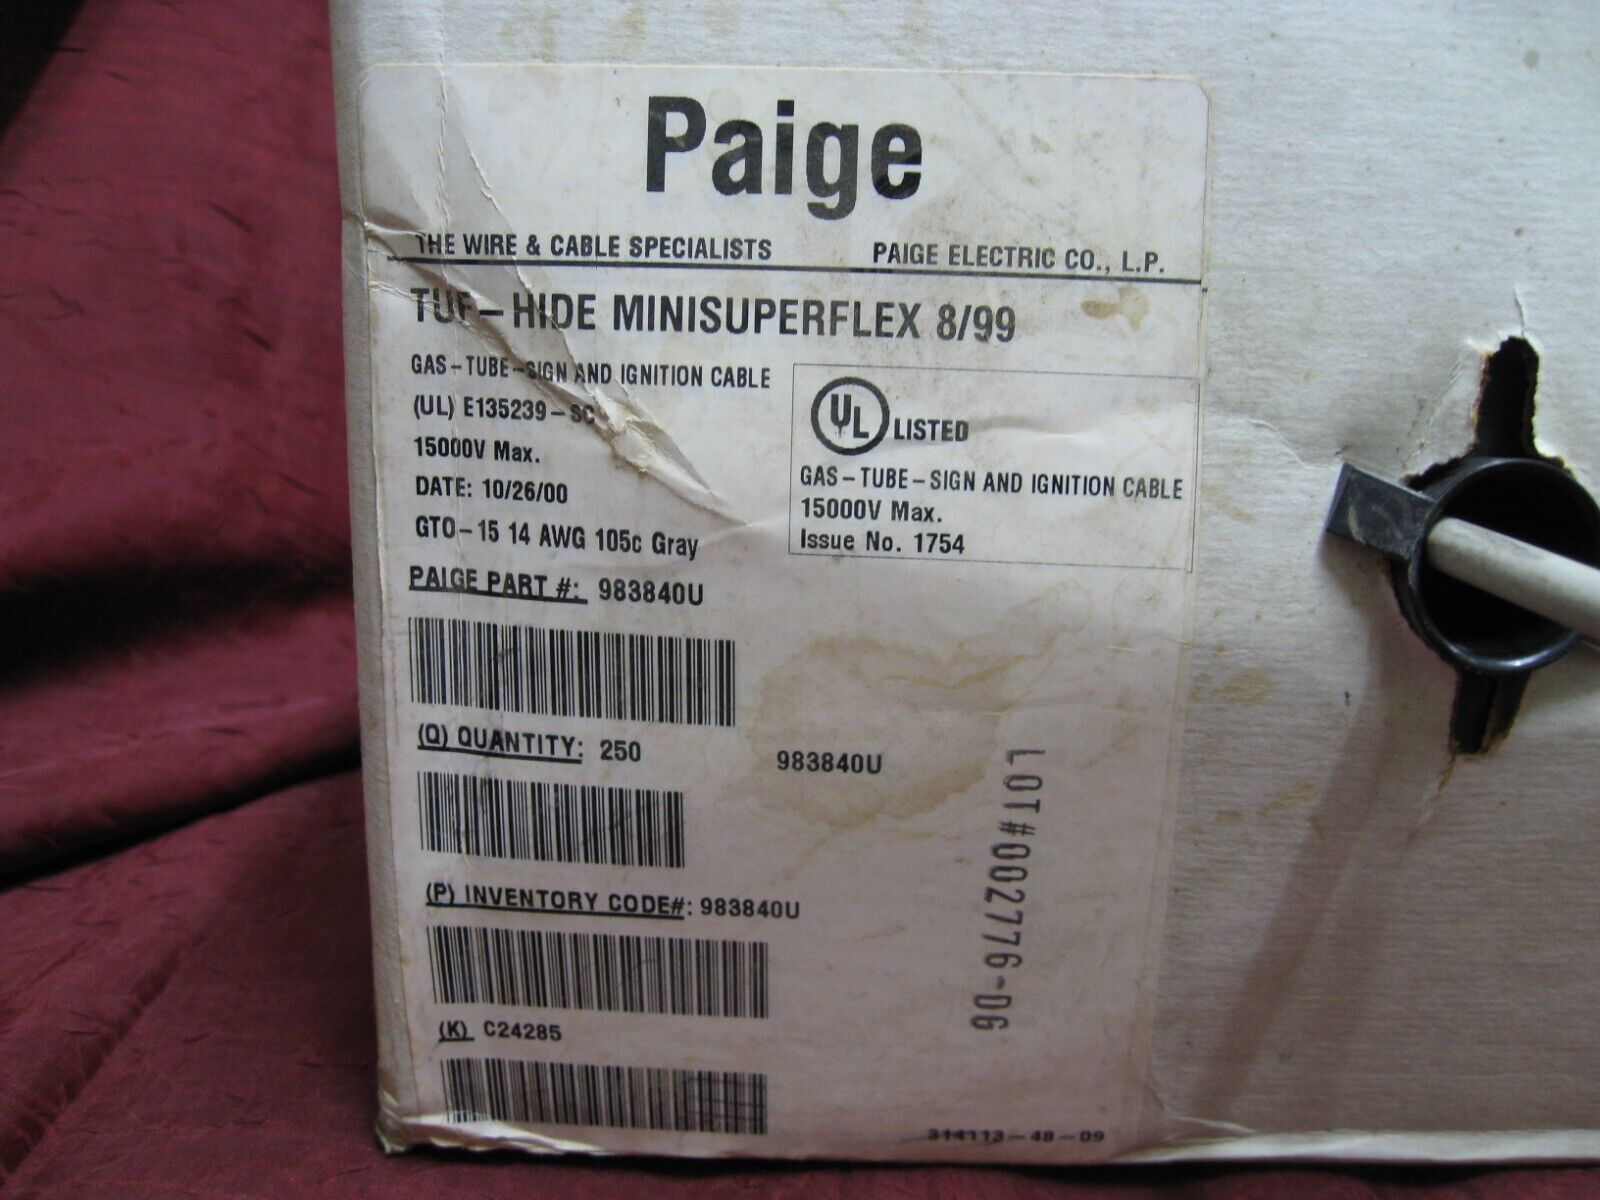 Paige
THE WIRE & CABLE SPECIALISTS PAIGE ELECTRIC CO., L.P.
TUF-HIDE MINISUPERFLEX 8/99
GAS-TUBE-SIGN AND IGNITION CABLE
(UL) E135239-SC
15000V Max.
DATE: 10/26/00
GTO-15 14 AWG 105c Gray
UL LISTED
GAS-TUBE-SIGN AND IGNITION CABLE
15000V Max.
Issue No. 1754
PAIGE PART #: 983840U
(Q) QUANTITY: 250 983840U
(P) INVENTORY CODE#: 983840U
(K) C24285
LOT#002776-06
314113-48-09